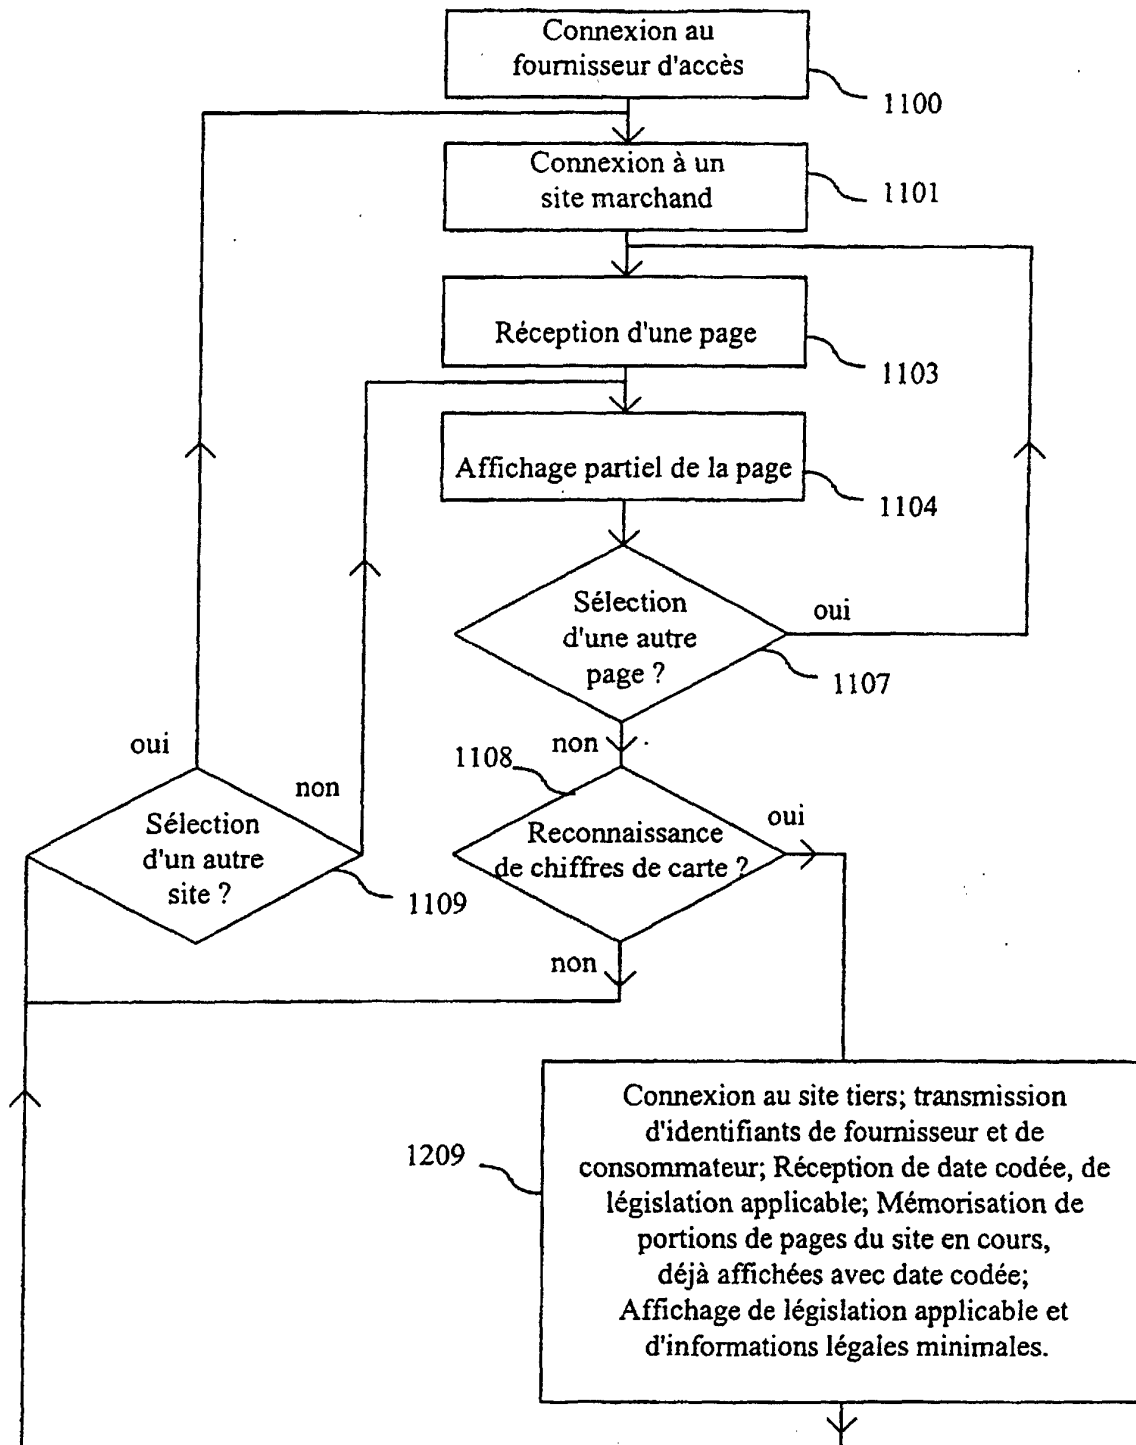 Connexion au
fournisseur d'accès
1100
Connexion à un
site marchand
1101
Réception d'une page
1103
Affichage partiel de la page
1104
Sélection
d'une autre
page ?
oui
1107
non
1108
Reconnaissance
de chiffres de carte ?
oui
non
oui
non
Sélection
d'un autre
site ?
1109
1209
Connexion au site tiers; transmission
d'identifiants de fournisseur et de
consommateur; Réception de date codée, de
législation applicable; Mémorisation de
portions de pages du site en cours,
déjà affichées avec date codée;
Affichage de législation applicable et
d'informations légales minimales.